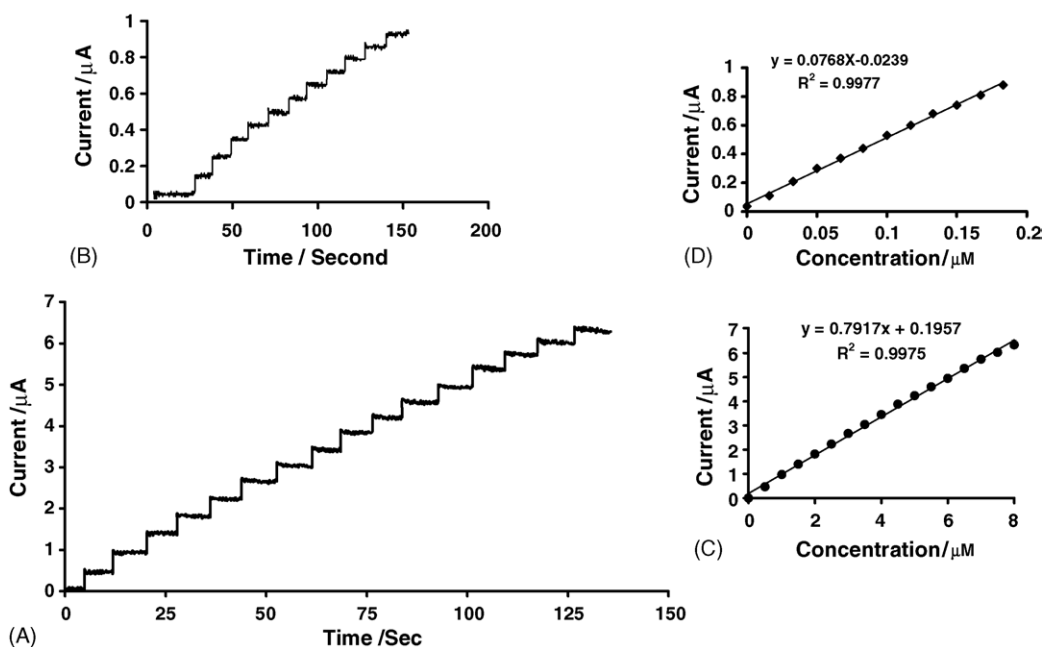 1
0.8
0.6
0.4
0.2
0
Current /μA
0 50 100 150 200
Time / Second
(B)
y = 0.0768X-0.0239
R² = 0.9977
1
0.8
0.6
0.4
0.2
0
Current /μA
0 0.05 0.1 0.15 0.2
Concentration/μM
(D)
7
6
5
4
3
2
1
0
Current /μA
0 25 50 75 100 125 150
Time /Sec
(A)
y = 0.7917x + 0.1957
R² = 0.9975
7
6
5
4
3
2
1
0
Current /μA
0 2 4 6 8
Concentration/μM
(C)